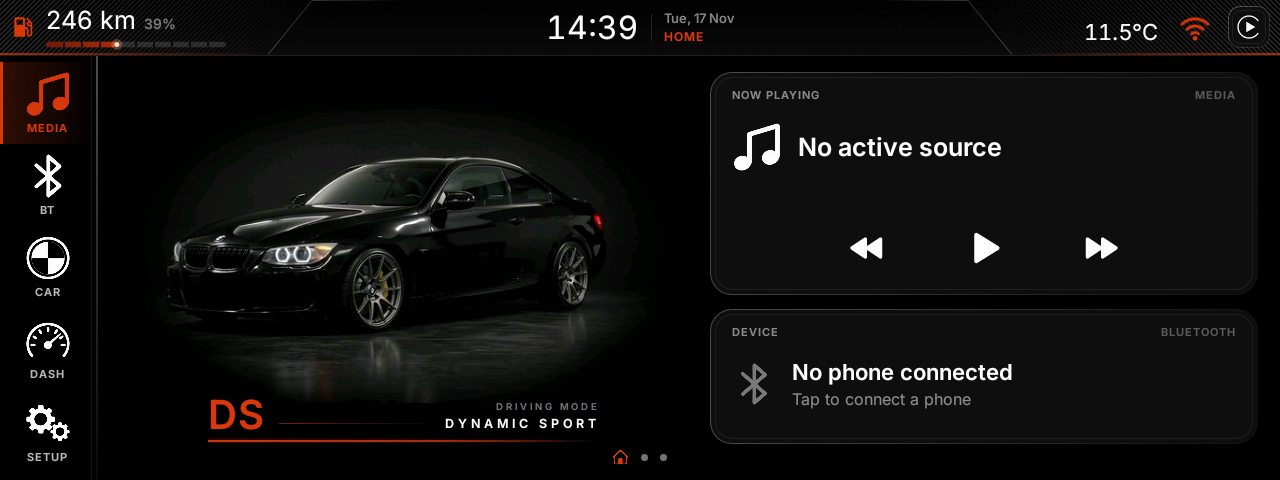 246 km 39%
14:39
Tue, 17 Nov
HOME
11.5°C
MEDIA
BT
CAR
DASH
SETUP
DS
DRIVING MODE
DYNAMIC SPORT
NOW PLAYING
MEDIA
No active source
DEVICE
BLUETOOTH
No phone connected
Tap to connect a phone